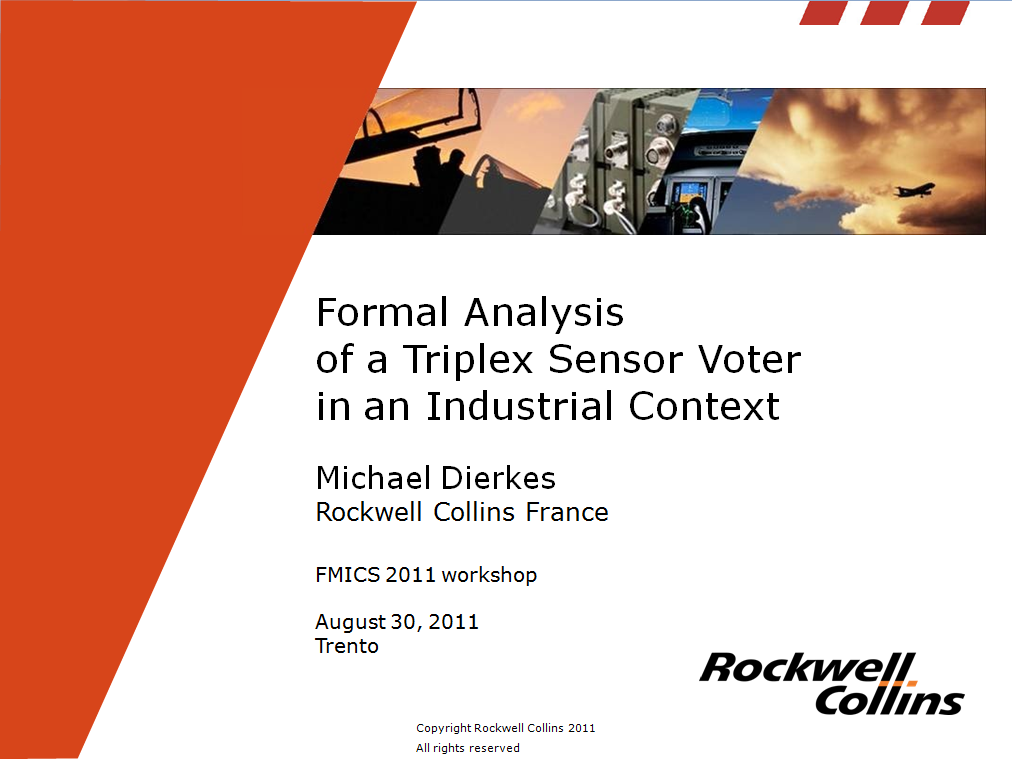 Formal Analysis
of a Triplex Sensor Voter
in an Industrial Context
Michael Dierkes
Rockwell Collins France
FMICS 2011 workshop
August 30, 2011
Trento
Rockwell
Collins
Copyright Rockwell Collins 2011
All rights reserved